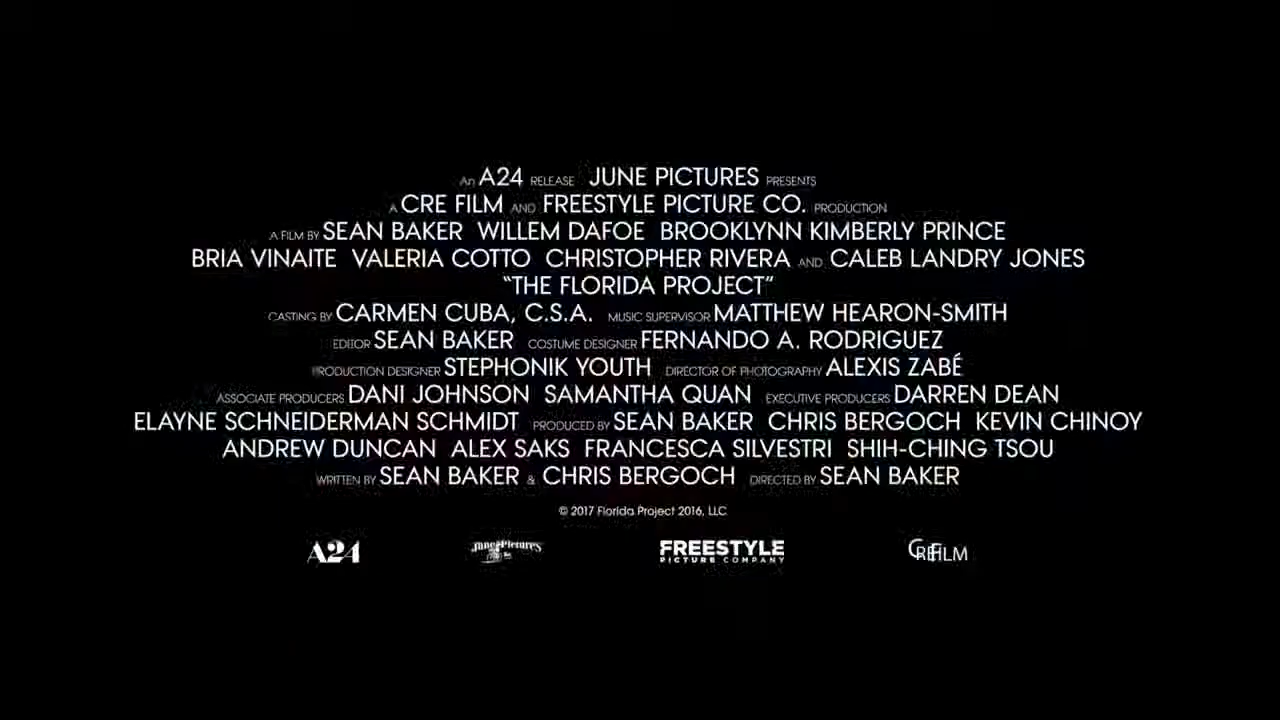 An A24 RELEASE JUNE PICTURES PRESENTS
A CRE FILM AND FREESTYLE PICTURE CO. PRODUCTION
A FILM BY SEAN BAKER WILLEM DAFOE BROOKLYNN KIMBERLY PRINCE
BRIA VINAITE VALERIA COTTO CHRISTOPHER RIVERA AND CALEB LANDRY JONES
"THE FLORIDA PROJECT"
CASTING BY CARMEN CUBA, C.S.A. MUSIC SUPERVISOR MATTHEW HEARON-SMITH
EDITOR SEAN BAKER COSTUME DESIGNER FERNANDO A. RODRIGUEZ
PRODUCTION DESIGNER STEPHONIK YOUTH DIRECTOR OF PHOTOGRAPHY ALEXIS ZABÉ
ASSOCIATE PRODUCERS DANI JOHNSON SAMANTHA QUAN EXECUTIVE PRODUCERS DARREN DEAN
ELAYNE SCHNEIDERMAN SCHMIDT PRODUCED BY SEAN BAKER CHRIS BERGOCH KEVIN CHINOY
ANDREW DUNCAN ALEX SAKS FRANCESCA SILVESTRI SHIH-CHING TSOU
WRITTEN BY SEAN BAKER & CHRIS BERGOCH DIRECTED BY SEAN BAKER
© 2017 Florida Project 2016, LLC
A24 June Pictures FREESTYLE CRE FILM
PICTURE COMPANY